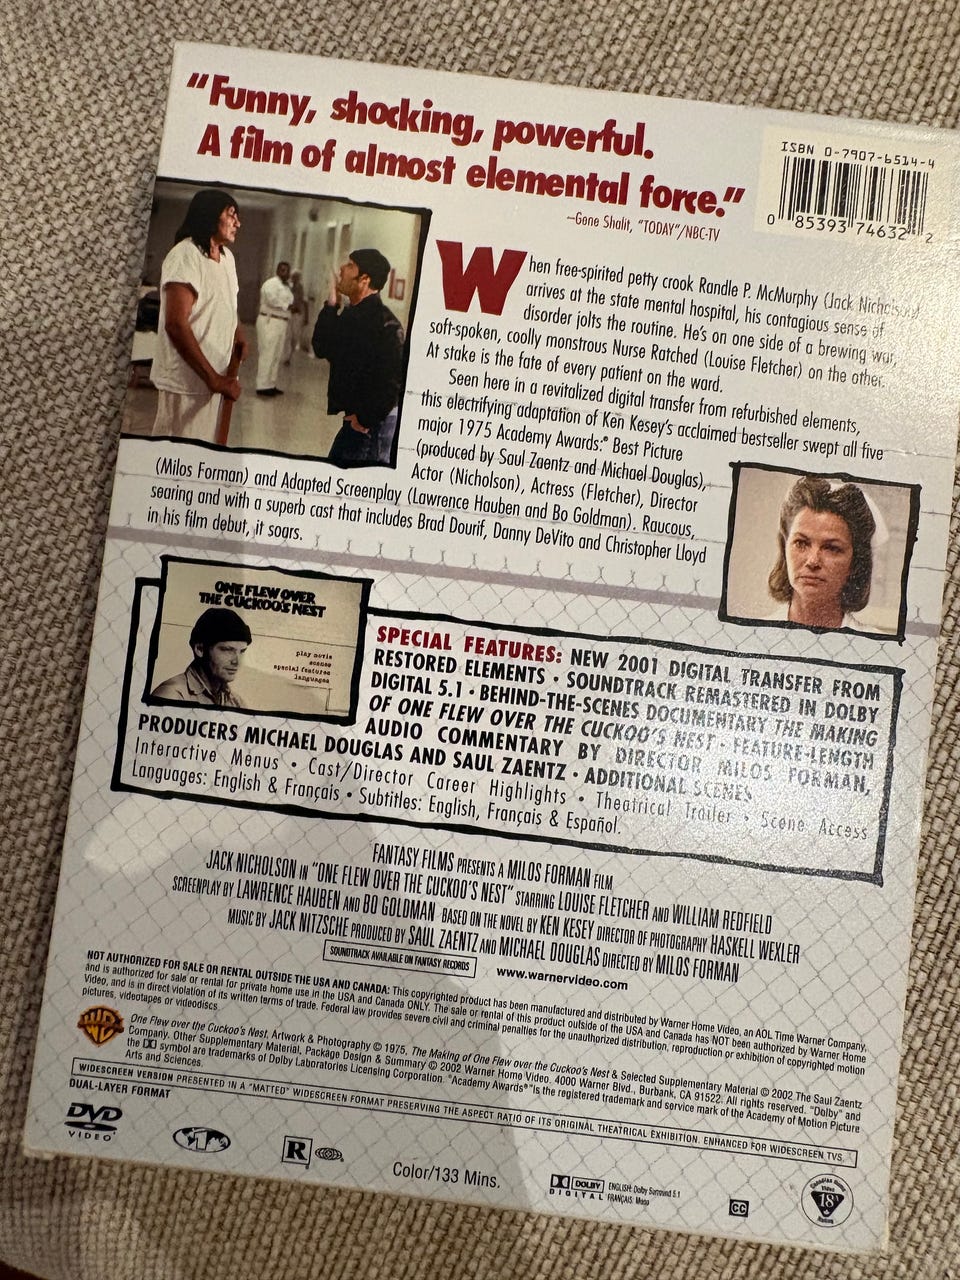 "Funny, shocking, powerful.
A film of almost elemental force."
—Gene Shalit, "TODAY"/NBC-TV
ISBN 0-7907-6514-4
0 85393 74632 2
When free-spirited petty crook Randle P. McMurphy (Jack Nicholson)
arrives at the state mental hospital, his contagious sense of
disorder jolts the routine. He's on one side of a brewing war,
soft-spoken, coolly monstrous Nurse Ratched (Louise Fletcher) on the other.
At stake is the fate of every patient on the ward.
Seen here in a revitalized digital transfer from refurbished elements,
this electrifying adaptation of Ken Kesey's acclaimed bestseller swept all five
major 1975 Academy Awards:® Best Picture
(produced by Saul Zaentz and Michael Douglas),
Actor (Nicholson), Actress (Fletcher), Director
(Milos Forman) and Adapted Screenplay (Lawrence Hauben and Bo Goldman). Raucous,
searing and with a superb cast that includes Brad Dourif, Danny DeVito and Christopher Lloyd
in his film debut, it soars.
ONE FLEW OVER
THE CUCKOO'S NEST
play movie
scenes
special features
languages
SPECIAL FEATURES: NEW 2001 DIGITAL TRANSFER FROM
RESTORED ELEMENTS • SOUNDTRACK REMASTERED IN DOLBY
DIGITAL 5.1 • BEHIND-THE-SCENES DOCUMENTARY THE MAKING
OF ONE FLEW OVER THE CUCKOO'S NEST • FEATURE-LENGTH
AUDIO COMMENTARY BY DIRECTOR MILOS FORMAN,
PRODUCERS MICHAEL DOUGLAS AND SAUL ZAENTZ • ADDITIONAL SCENES
Interactive Menus • Cast/Director Career Highlights • Theatrical Trailer • Scene Access
Languages: English & Français • Subtitles: English, Français & Español.
FANTASY FILMS PRESENTS A MILOS FORMAN FILM
JACK NICHOLSON IN "ONE FLEW OVER THE CUCKOO'S NEST" STARRING LOUISE FLETCHER AND WILLIAM REDFIELD
SCREENPLAY BY LAWRENCE HAUBEN AND BO GOLDMAN BASED ON THE NOVEL BY KEN KESEY DIRECTOR OF PHOTOGRAPHY HASKELL WEXLER
MUSIC BY JACK NITZSCHE PRODUCED BY SAUL ZAENTZ AND MICHAEL DOUGLAS DIRECTED BY MILOS FORMAN
SOUNDTRACK AVAILABLE ON FANTASY RECORDS
www.warnervideo.com
NOT AUTHORIZED FOR SALE OR RENTAL OUTSIDE THE USA AND CANADA: This copyrighted product has been manufactured and distributed by Warner Home Video, an AOL Time Warner Company,
and is authorized for sale or rental for private home use in the USA and Canada ONLY. The sale or rental of this product outside of the USA and Canada has NOT been authorized by Warner Home
Video, and is in direct violation of its written terms of trade. Federal law provides severe civil and criminal penalties for the unauthorized distribution, reproduction or exhibition of copyrighted motion
pictures, videotapes or videodiscs.
One Flew over the Cuckoo's Nest, Artwork & Photography © 1975, The Making of One Flew over the Cuckoo's Nest & Selected Supplementary Material © 2002 The Saul Zaentz
Company. Other Supplementary Material, Package Design & Summary © 2002 Warner Home Video. 4000 Warner Blvd., Burbank, CA 91522. All rights reserved. "Dolby" and
the DD symbol are trademarks of Dolby Laboratories Licensing Corporation. "Academy Awards®" is the registered trademark and service mark of the Academy of Motion Picture
Arts and Sciences.
WIDESCREEN VERSION PRESENTED IN A "MATTED" WIDESCREEN FORMAT PRESERVING THE ASPECT RATIO OF ITS ORIGINAL THEATRICAL EXHIBITION. ENHANCED FOR WIDESCREEN TVS.
DUAL-LAYER FORMAT
DVD
VIDEO
1
R
Color/133 Mins.
DOLBY
DIGITAL
ENGLISH: Dolby Surround 5.1
FRANÇAIS: Mono
CC
Canadian Home
Video
18A
Rating